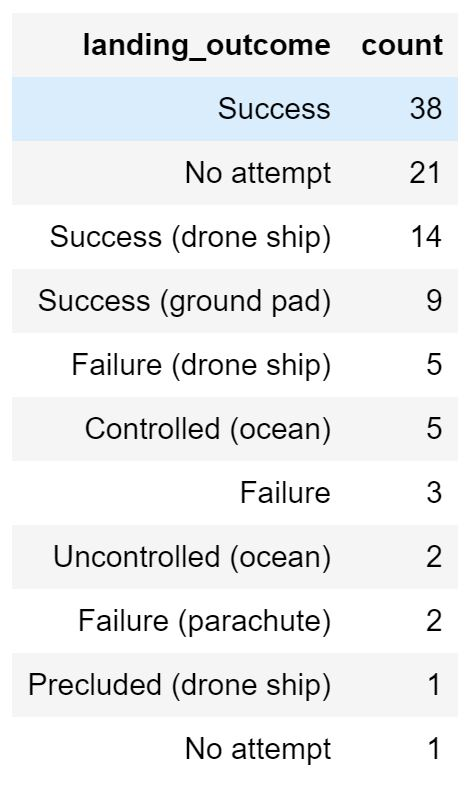 landing_outcome count
Success 38
No attempt 21
Success (drone ship) 14
Success (ground pad) 9
Failure (drone ship) 5
Controlled (ocean) 5
Failure 3
Uncontrolled (ocean) 2
Failure (parachute) 2
Precluded (drone ship) 1
No attempt 1